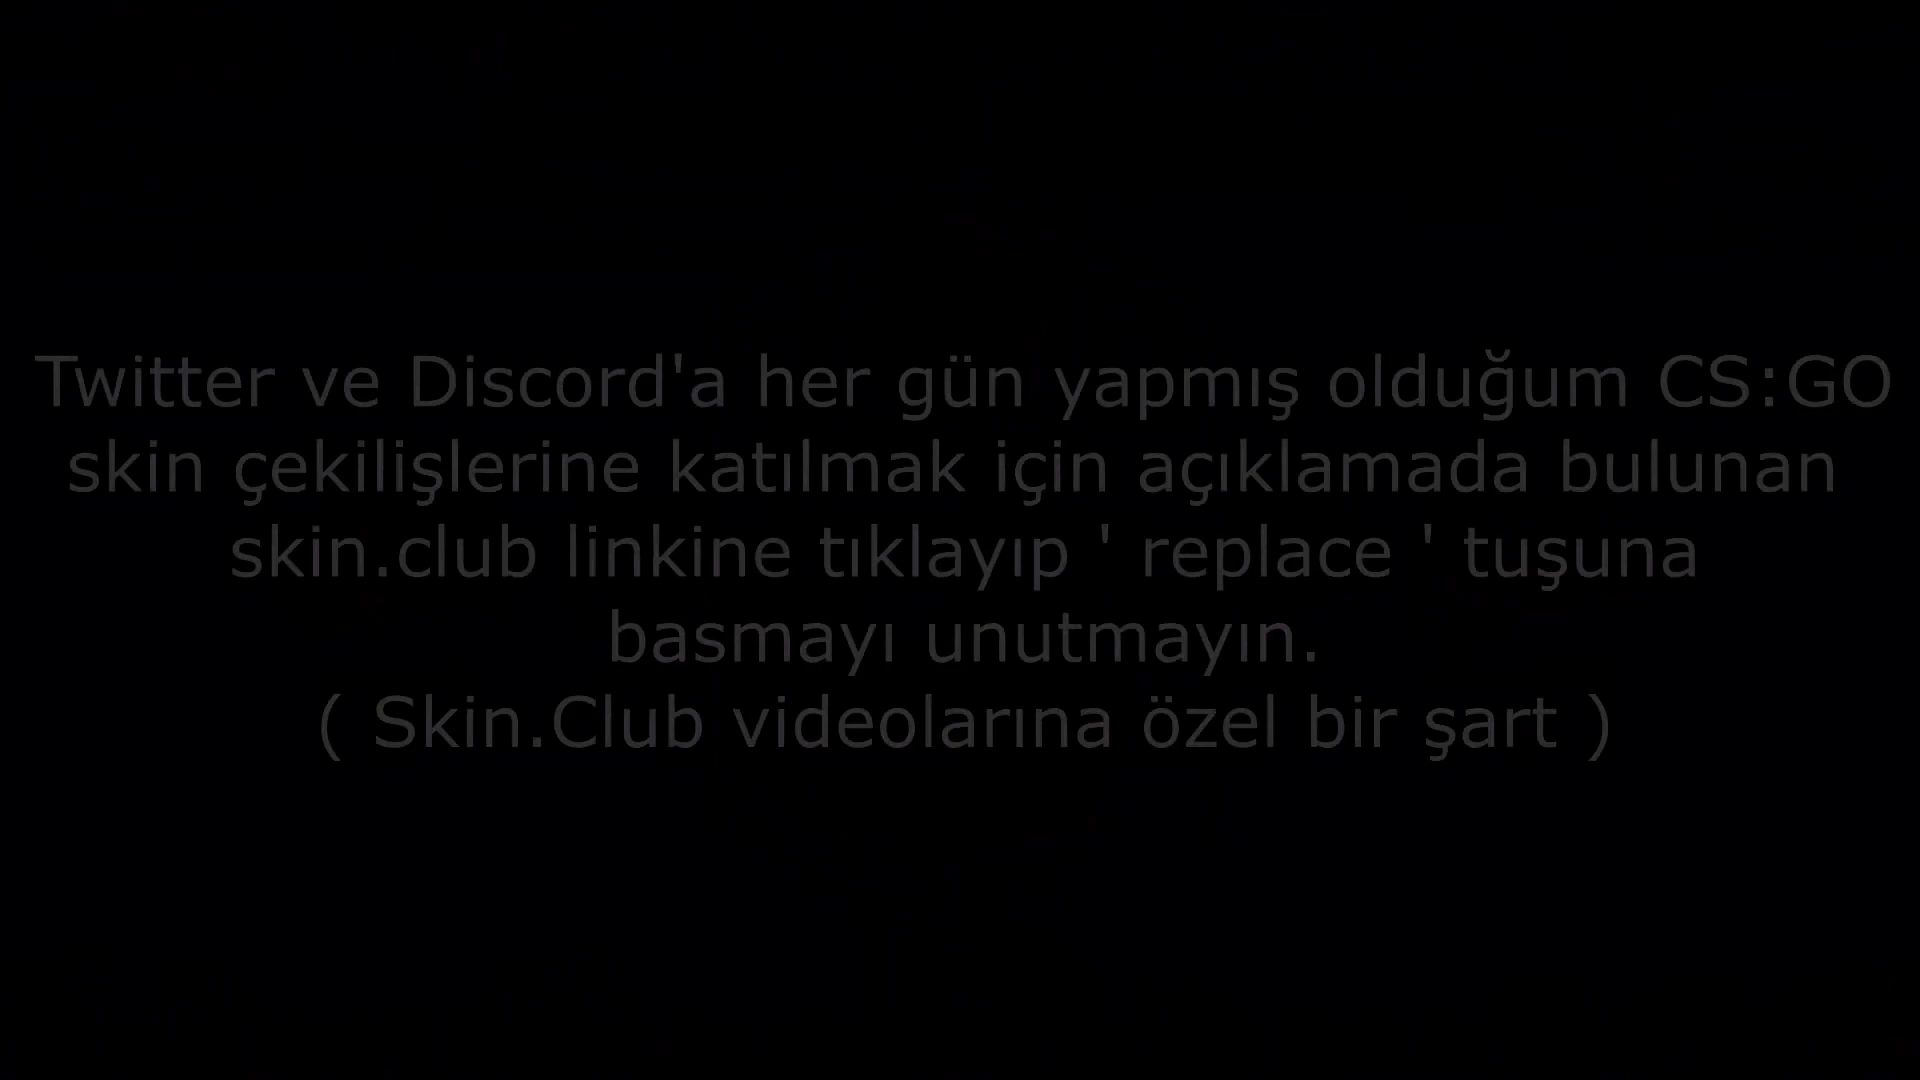 Twitter ve Discord'a her gün yapmış olduğum CS:GO
skin çekilişlerine katılmak için açıklamada bulunan
skin.club linkine tıklayıp ' replace ' tuşuna
basmayı unutmayın.
( Skin.Club videolarına özel bir şart )